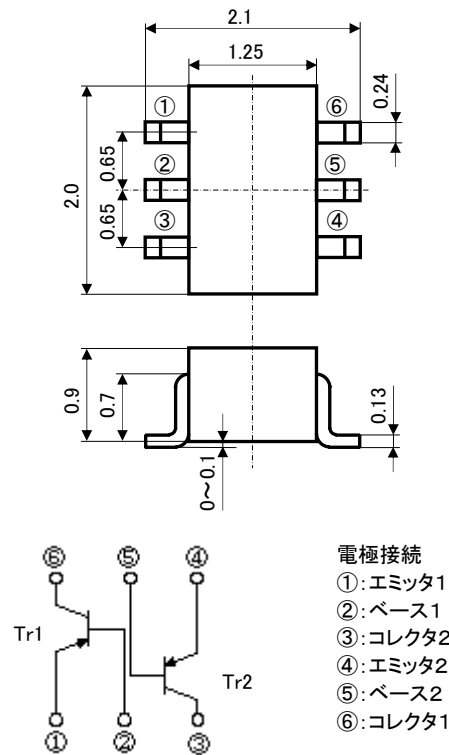 2.1
1.25
①
⑥
0.24
0.65
②
⑤
2.0
0.65
③
④
0.9
0.7
0.13
0~0.1
⑥
⑤
④
Tr1
Tr2
①
②
③
電極接続
①:エミッタ1
②:ベース1
③:コレクタ2
④:エミッタ2
⑤:ベース2
⑥:コレクタ1